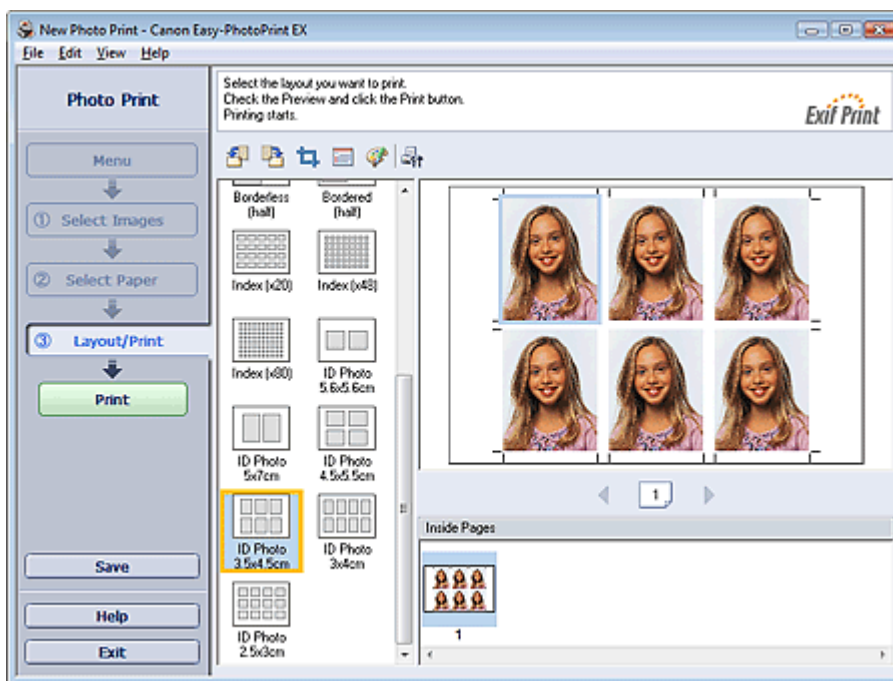 New Photo Print - Canon Easy-PhotoPrint EX
File Edit View Help
Photo Print
Menu
① Select Images
② Select Paper
③ Layout/Print
Print
Save
Help
Exit
Select the layout you want to print.
Check the Preview and click the Print button.
Printing starts.
Exif Print
Borderless (half)
Bordered (half)
Index (x20)
Index (x48)
Index (x80)
ID Photo 5.6x5.6cm
ID Photo 5x7cm
ID Photo 4.5x5.5cm
ID Photo 3.5x4.5cm
ID Photo 3x4cm
ID Photo 2.5x3cm
1
Inside Pages
1